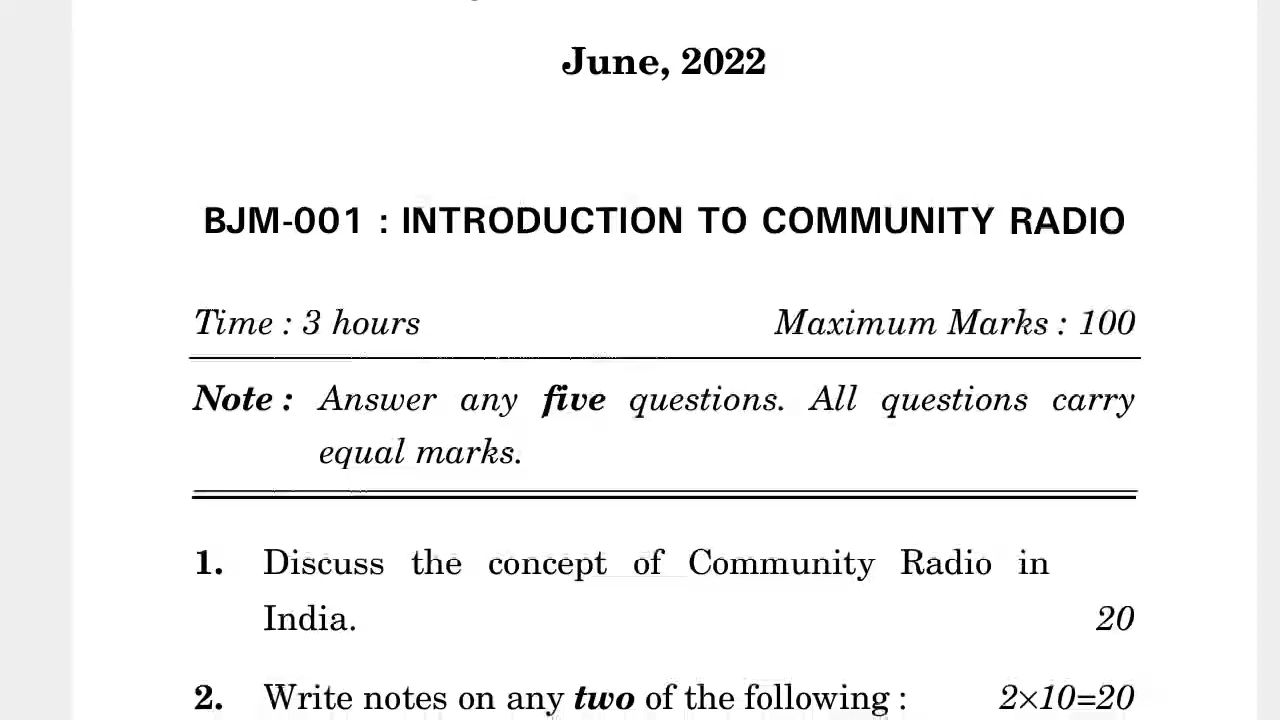 June, 2022
BJM-001 : INTRODUCTION TO COMMUNITY RADIO
Time : 3 hours Maximum Marks : 100
Note : Answer any five questions. All questions carry
equal marks.
1. Discuss the concept of Community Radio in
India. 20
2. Write notes on any two of the following : 2×10=20